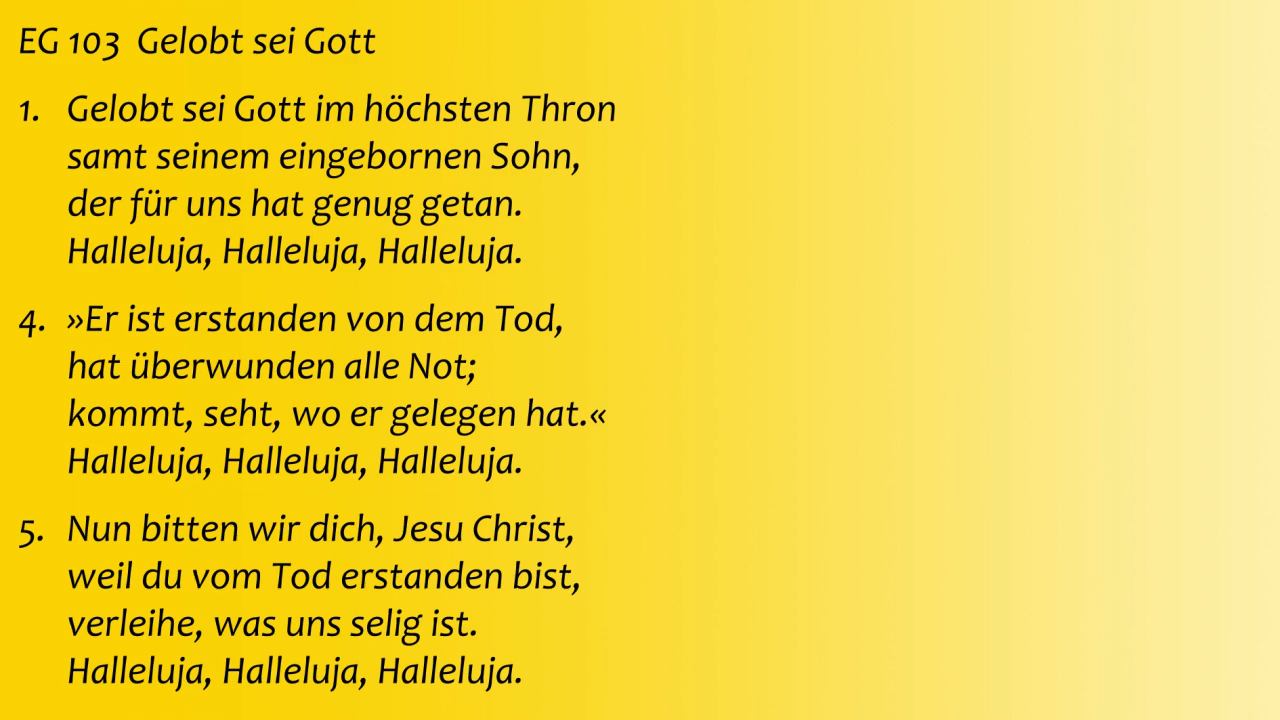 EG 103 Gelobt sei Gott
1. Gelobt sei Gott im höchsten Thron
samt seinem eingebornen Sohn,
der für uns hat genug getan.
Halleluja, Halleluja, Halleluja.
4. »Er ist erstanden von dem Tod,
hat überwunden alle Not;
kommt, seht, wo er gelegen hat.«
Halleluja, Halleluja, Halleluja.
5. Nun bitten wir dich, Jesu Christ,
weil du vom Tod erstanden bist,
verleihe, was uns selig ist.
Halleluja, Halleluja, Halleluja.